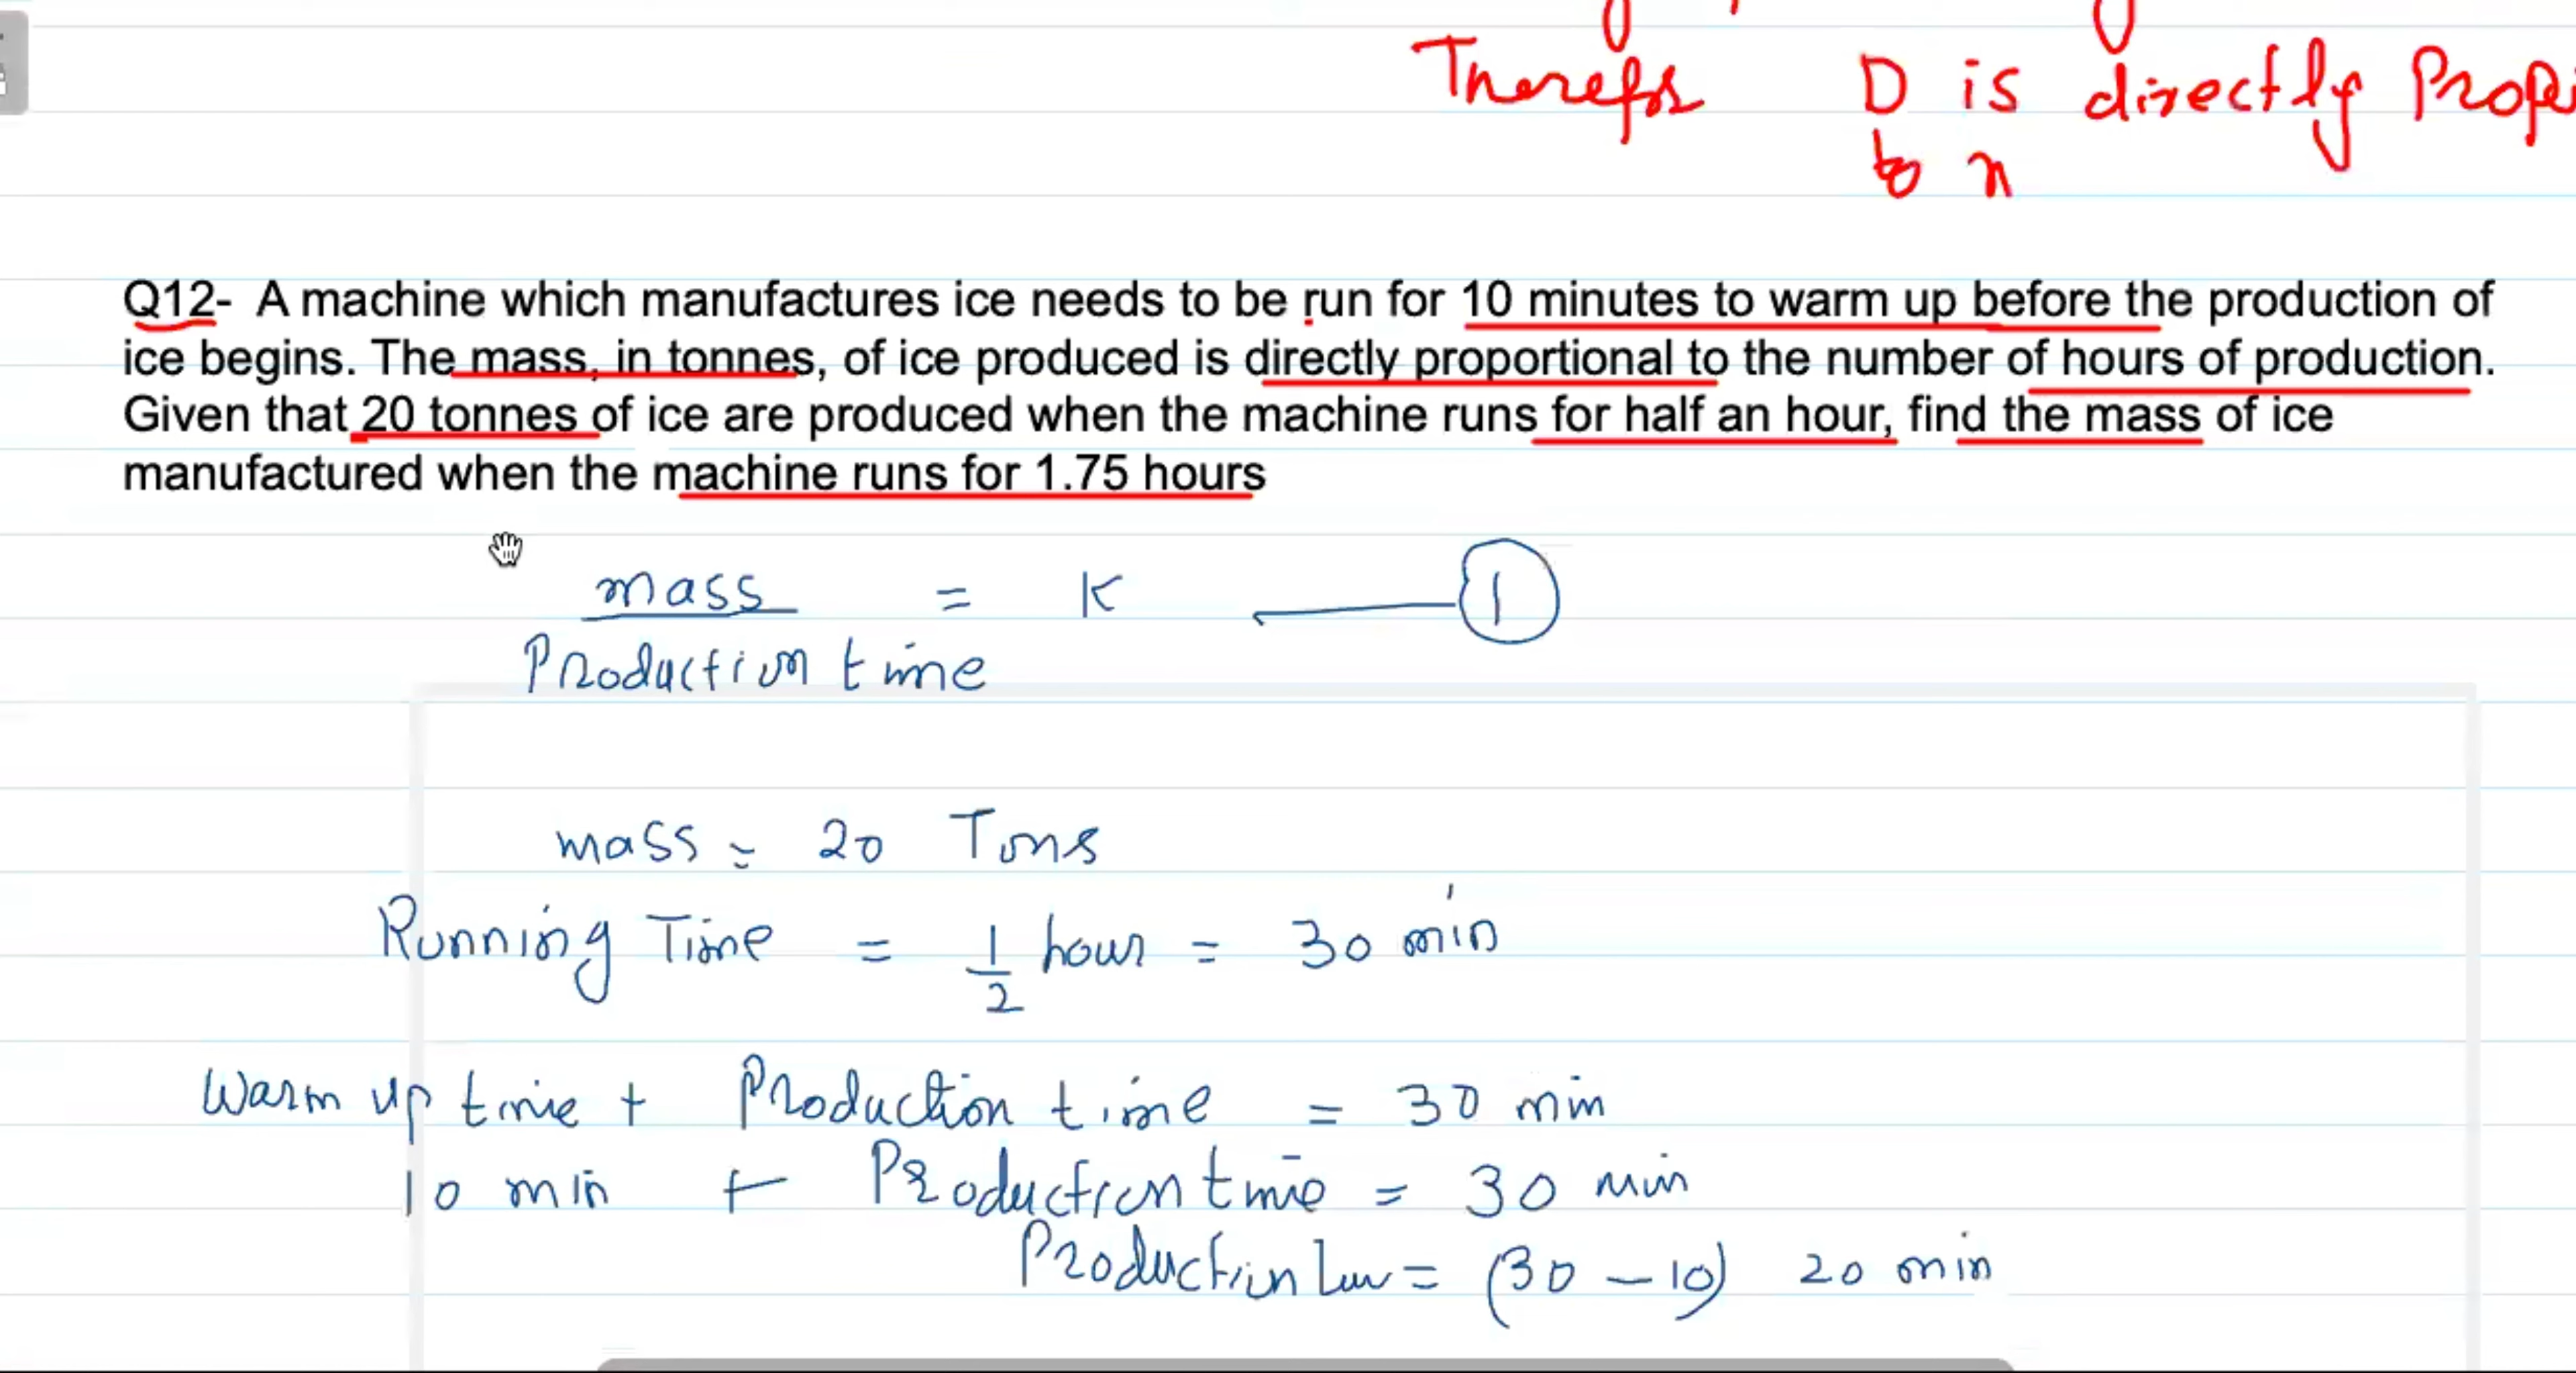 Therefor D is directly
to n
Q12- A machine which manufactures ice needs to be run for 10 minutes to warm up before the production of
ice begins. The mass, in tonnes, of ice produced is directly proportional to the number of hours of production.
Given that 20 tonnes of ice are produced when the machine runs for half an hour, find the mass of ice
manufactured when the machine runs for 1.75 hours
mass = K 1
Production time
mass = 20 Tons
Running Time = 1/2 hour = 30 min
Warm up time + Production time = 30 min
10 min + Production time = 30 min
Production = (30 - 10) 20 min